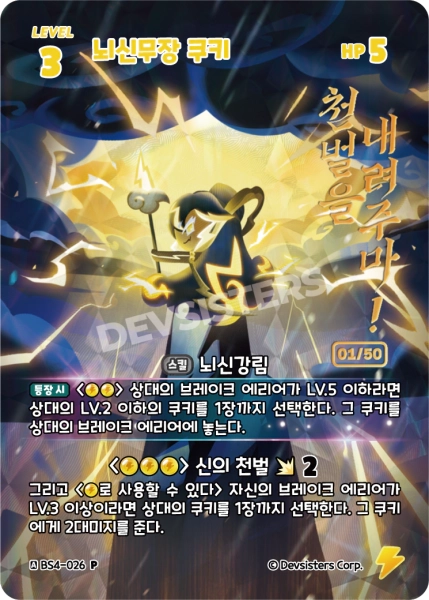 LEVEL
3
뇌신무장 쿠키
HP 5
천벌을
내려주마!
DEVSISTERS
01/50
스킬 뇌신강림
등장 시 < > 상대의 브레이크 에리어가 LV.5 이하라면
상대의 LV.2 이하의 쿠키를 1장까지 선택한다. 그 쿠키를
상대의 브레이크 에리어에 놓는다.
< > 신의 천벌 2
그리고 < 로 사용할 수 있다> 자신의 브레이크 에리어가
LV.3 이상이라면 상대의 쿠키를 1장까지 선택한다. 그 쿠키
에게 2대미지를 준다.
A BS4-026 P
© Devsisters Corp.